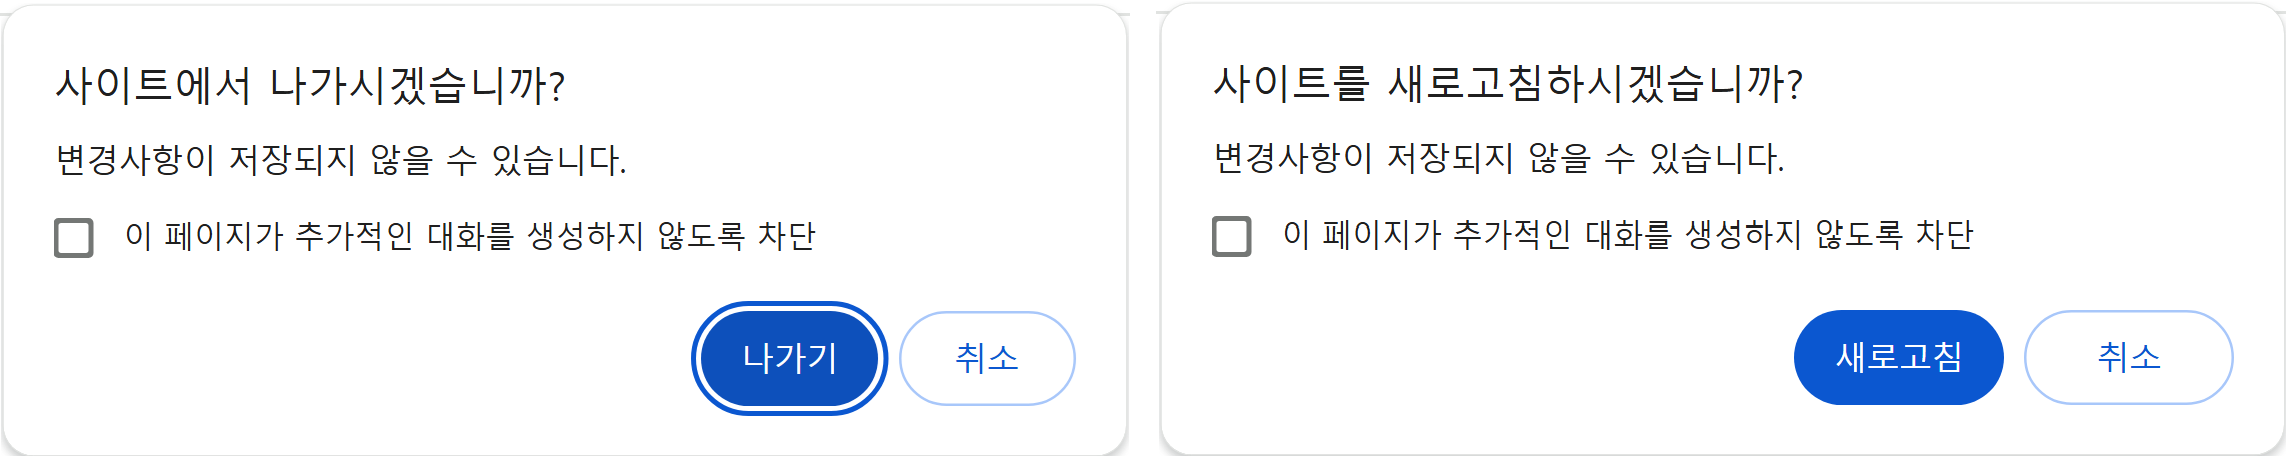 사이트에서 나가시겠습니까?
변경사항이 저장되지 않을 수 있습니다.
이 페이지가 추가적인 대화를 생성하지 않도록 차단
나가기
취소
사이트를 새로고침하시겠습니까?
변경사항이 저장되지 않을 수 있습니다.
이 페이지가 추가적인 대화를 생성하지 않도록 차단
새로고침
취소